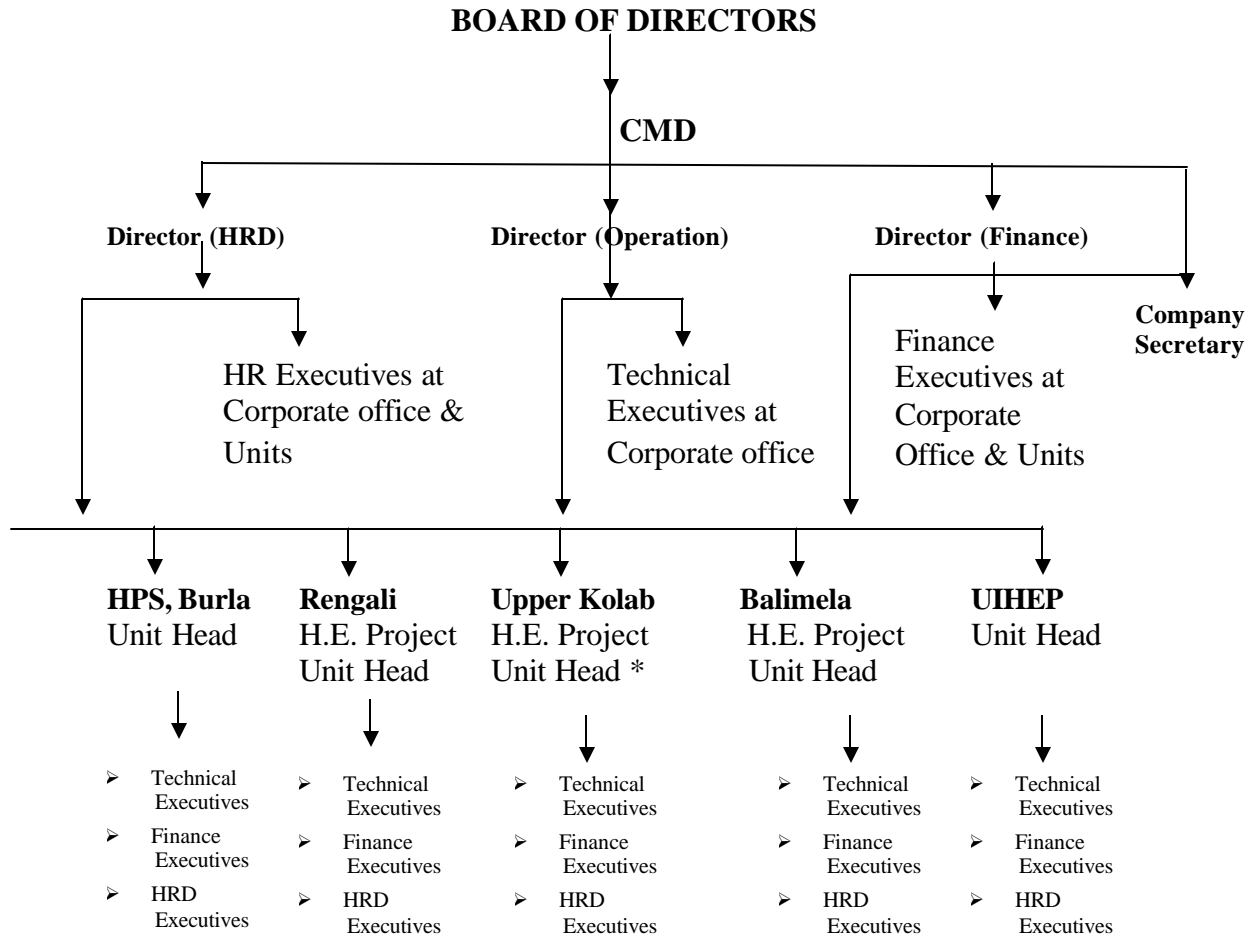 BOARD OF DIRECTORS
CMD
Director (HRD)
Director (Operation)
Director (Finance)
Company
Secretary
HR Executives at
Corporate office &
Units
Technical
Executives at
Corporate office
Finance
Executives at
Corporate
Office & Units
HPS, Burla
Unit Head
Rengali
H.E. Project
Unit Head
Upper Kolab
H.E. Project
Unit Head *
Balimela
H.E. Project
Unit Head
UIHEP
Unit Head
➢ Technical
Executives
➢ Finance
Executives
➢ HRD
Executives
➢ Technical
Executives
➢ Finance
Executives
➢ HRD
Executives
➢ Technical
Executives
➢ Finance
Executives
➢ HRD
Executives
➢ Technical
Executives
➢ Finance
Executives
➢ HRD
Executives
➢ Technical
Executives
➢ Finance
Executives
➢ HRD
Executives